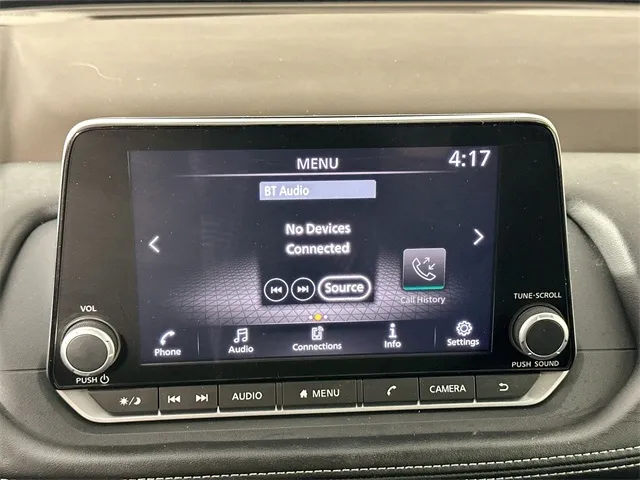 MENU
4:17
BT Audio
No Devices
Connected
Source
Call History
VOL
TUNE-SCROLL
Phone
Audio
Connections
Info
Settings
PUSH
PUSH SOUND
AUDIO
MENU
CAMERA